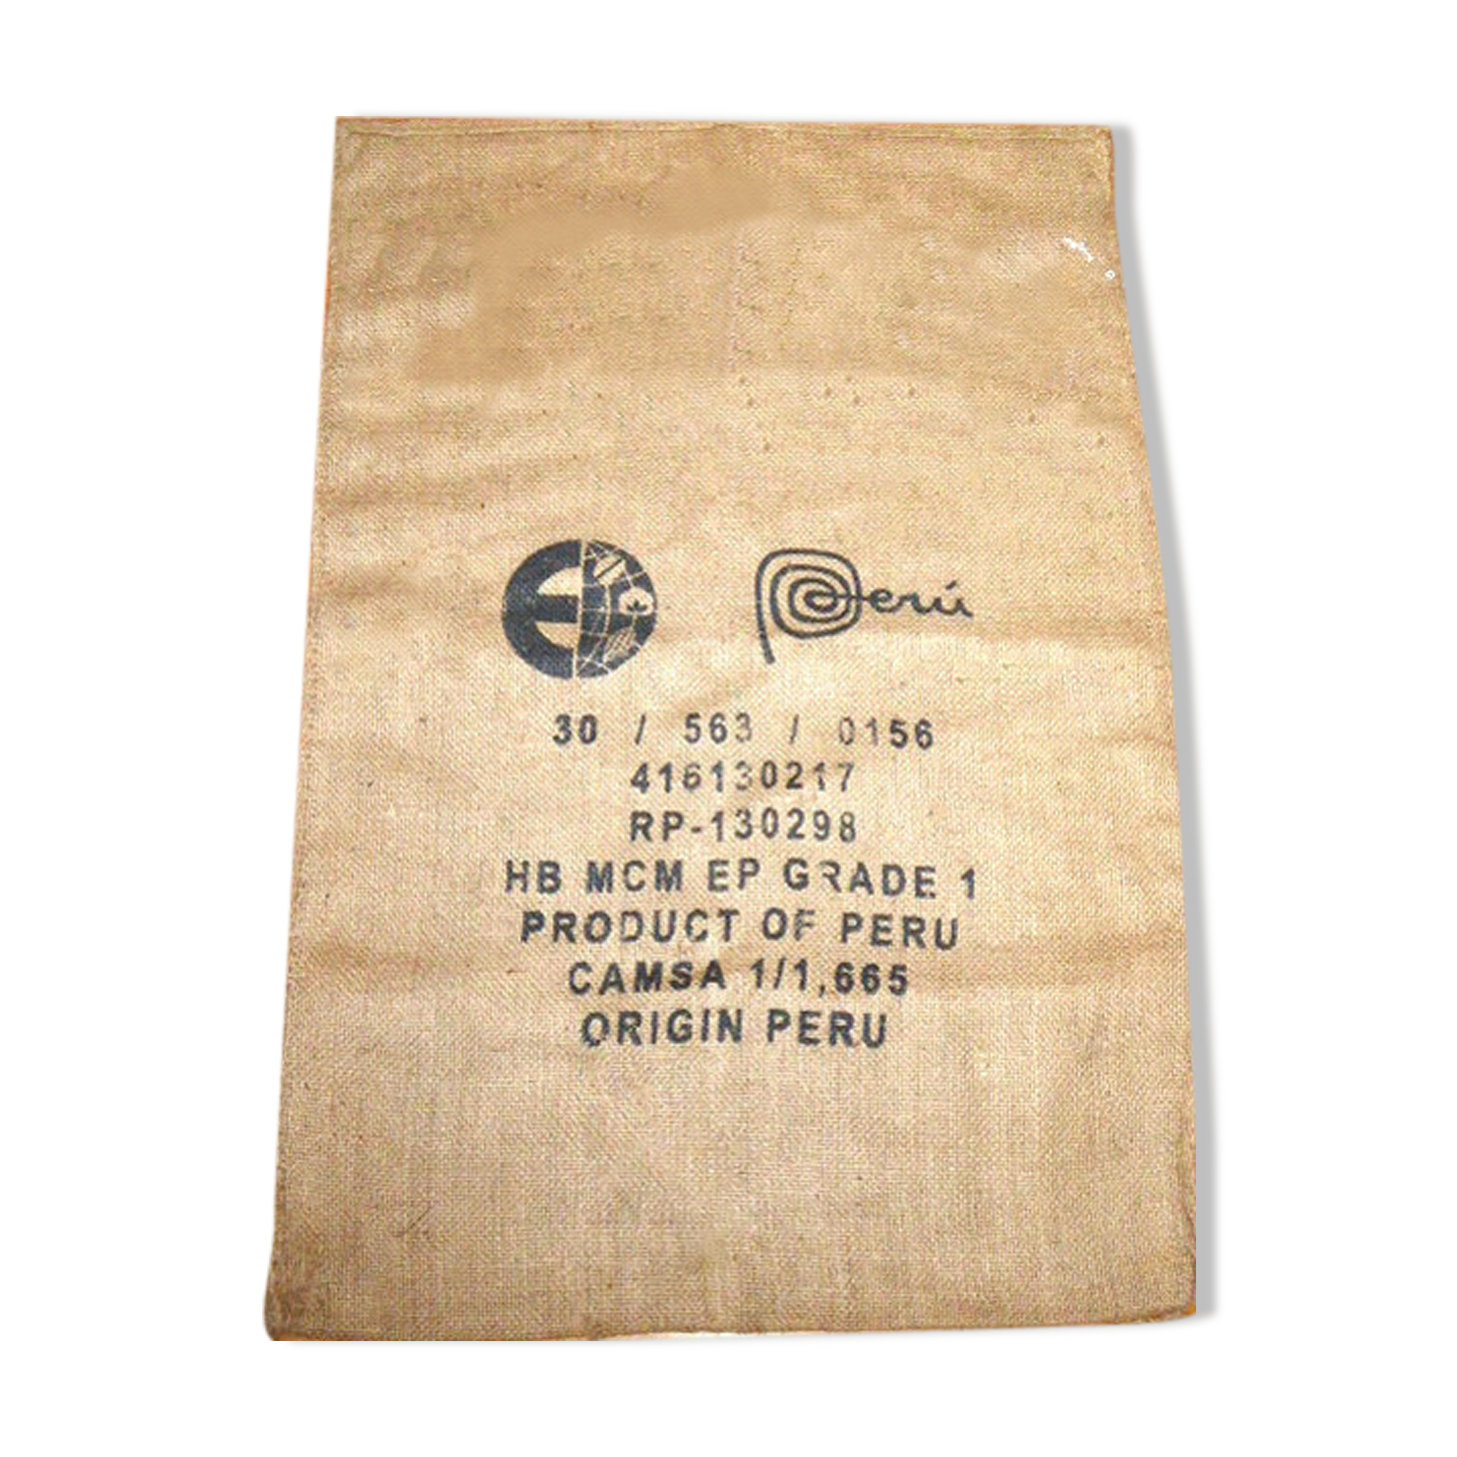 Perú
30 / 563 / 0156
416130217
RP-130298
HB MCM EP GRADE 1
PRODUCT OF PERU
CAMSA 1/1,665
ORIGIN PERU